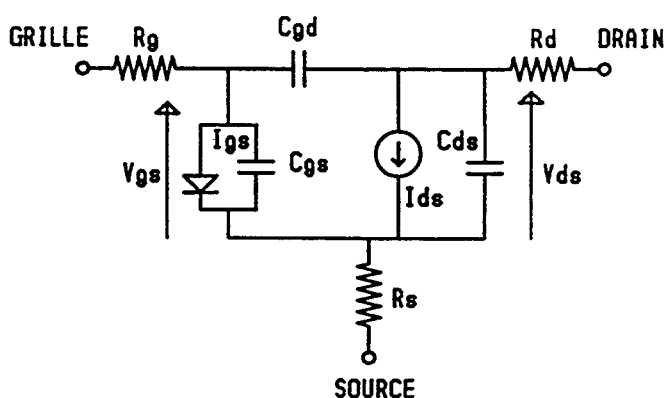 GRILLE
Rg
Cgd
Rd
DRAIN
Vgs
Igs
Cgs
Ids
Cds
Vds
Rs
SOURCE